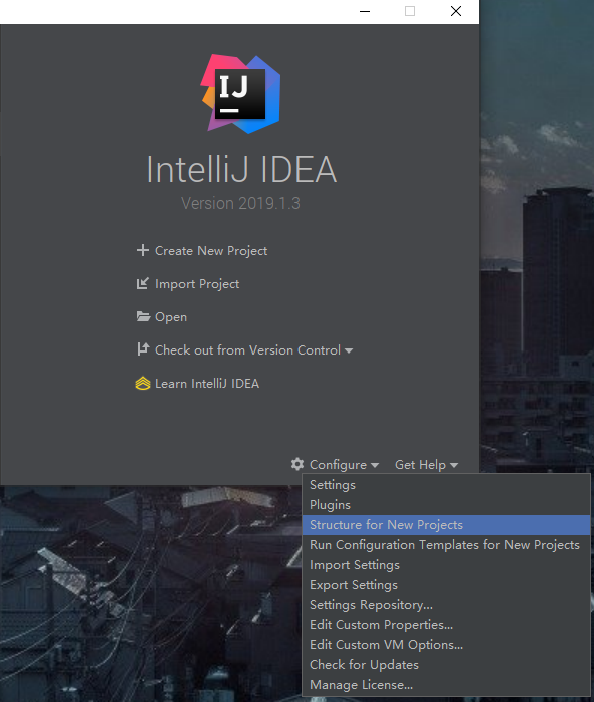 IJ
IntelliJ IDEA
Version 2019.1.3
Create New Project
Import Project
Open
Check out from Version Control
Learn IntelliJ IDEA
Configure Get Help
Settings
Plugins
Structure for New Projects
Run Configuration Templates for New Projects
Import Settings
Export Settings
Settings Repository...
Edit Custom Properties...
Edit Custom VM Options...
Check for Updates
Manage License...